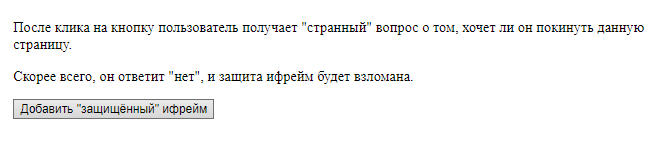 После клика на кнопку пользователь получает "странный" вопрос о том, хочет ли он покинуть данную
страницу.
Скорее всего, он ответит "нет", и защита ифрейм будет взломана.
Добавить "защищённый" ифрейм